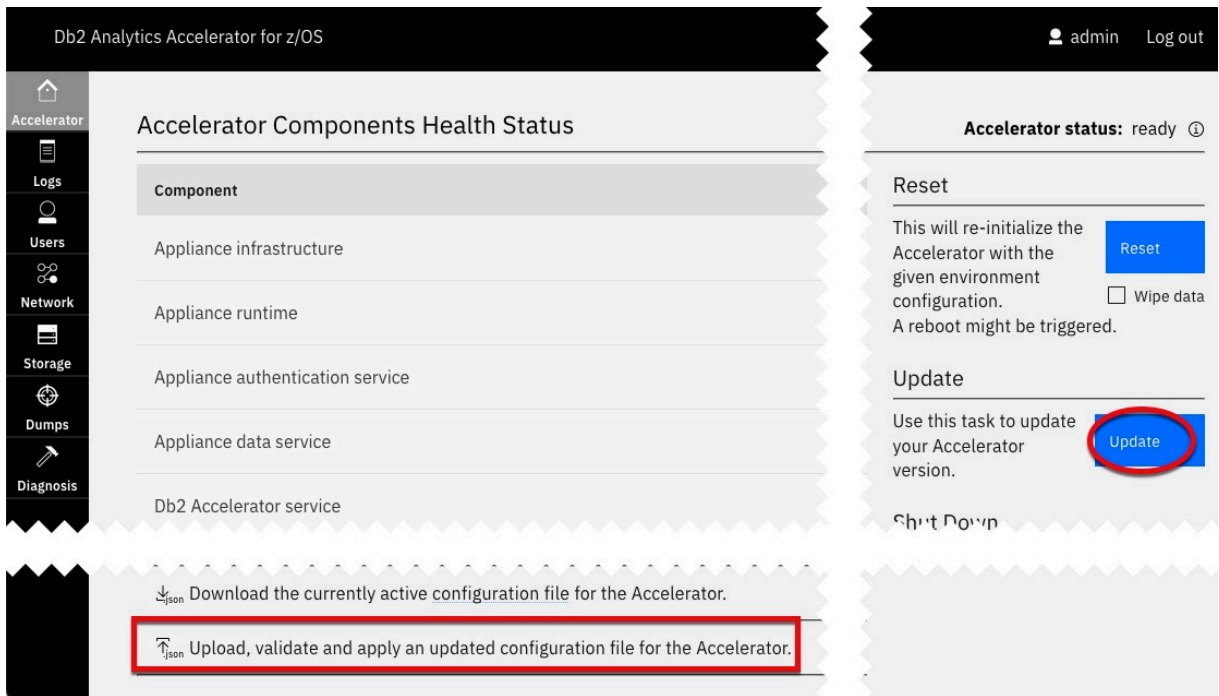 Db2 Analytics Accelerator for z/OS
admin Log out
Accelerator
Logs
Users
Network
Storage
Dumps
Diagnosis
Accelerator Components Health Status
Component
Appliance infrastructure
Appliance runtime
Appliance authentication service
Appliance data service
Db2 Accelerator service
Accelerator status: ready
Reset
This will re-initialize the
Accelerator with the
given environment
configuration.
A reboot might be triggered.
Reset
Wipe data
Update
Use this task to update
your Accelerator
version.
Update
Shut Down
json Download the currently active configuration file for the Accelerator.
json Upload, validate and apply an updated configuration file for the Accelerator.